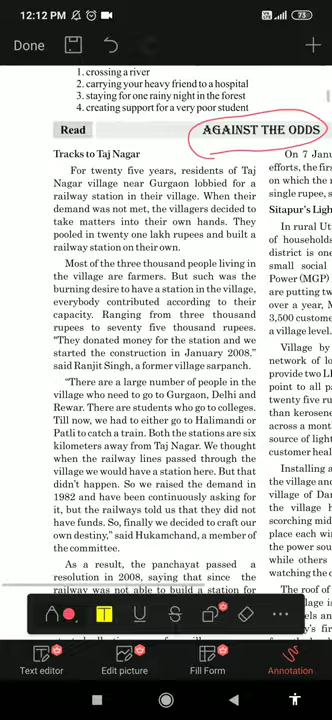 12:12 PM
73
Done
1. crossing a river
2. carrying your heavy friend to a hospital
3. staying for one rainy night in the forest
4. creating support for a very poor student
Read
AGAINST THE ODDS
Tracks to Taj Nagar
For twenty five years, residents of Taj
Nagar village near Gurgaon lobbied for a
railway station in their village. When their
demand was not met, the villagers decided to
take matters into their own hands. They
pooled in twenty one lakh rupees and built a
railway station on their own.
Most of the three thousand people living in
the village are farmers. But such was the
burning desire to have a station in the village,
everybody contributed according to their
capacity. Ranging from three thousand
rupees to seventy five thousand rupees.
"They donated money for the station and we
started the construction in January 2008."
said Ranjit Singh, a former village sarpanch.
"There are a large number of people in the
village who need to go to Gurgaon, Delhi and
Rewar. There are students who go to colleges.
Till now, we had to either go to Halimandi or
Patli to catch a train. Both the stations are six
kilometers away from Taj Nagar. We thought
when the railway lines passed through the
village we would have a station here. But that
didn't happen. So we raised the demand in
1982 and have been continuously asking for
it, but the railways told us that they did not
have funds. So, finally we decided to craft our
own destiny," said Hukamchand, a member of
the committee.
As a result, the panchayat passed a
resolution in 2008, saying that since the
railway was not able to build a station for
On 7 Janu
efforts, the firs
on which the r
single rupee, s
Sitapur's Ligh
In rural Ut
of households
district is one
small social
Power (MGP)
are putting tw
over a year, M
3,500 custome
a village level.
Village by
network of lo
provide two LI
point to all pa
twenty five ru
than kerosene
across a mont
source of light
customer heal
Installing a
the village and
village of Dar
the village h
scorching mid
place each win
the power sou
while others
watching the c
The roof of
Text editor
Edit picture
Fill Form
Annotation